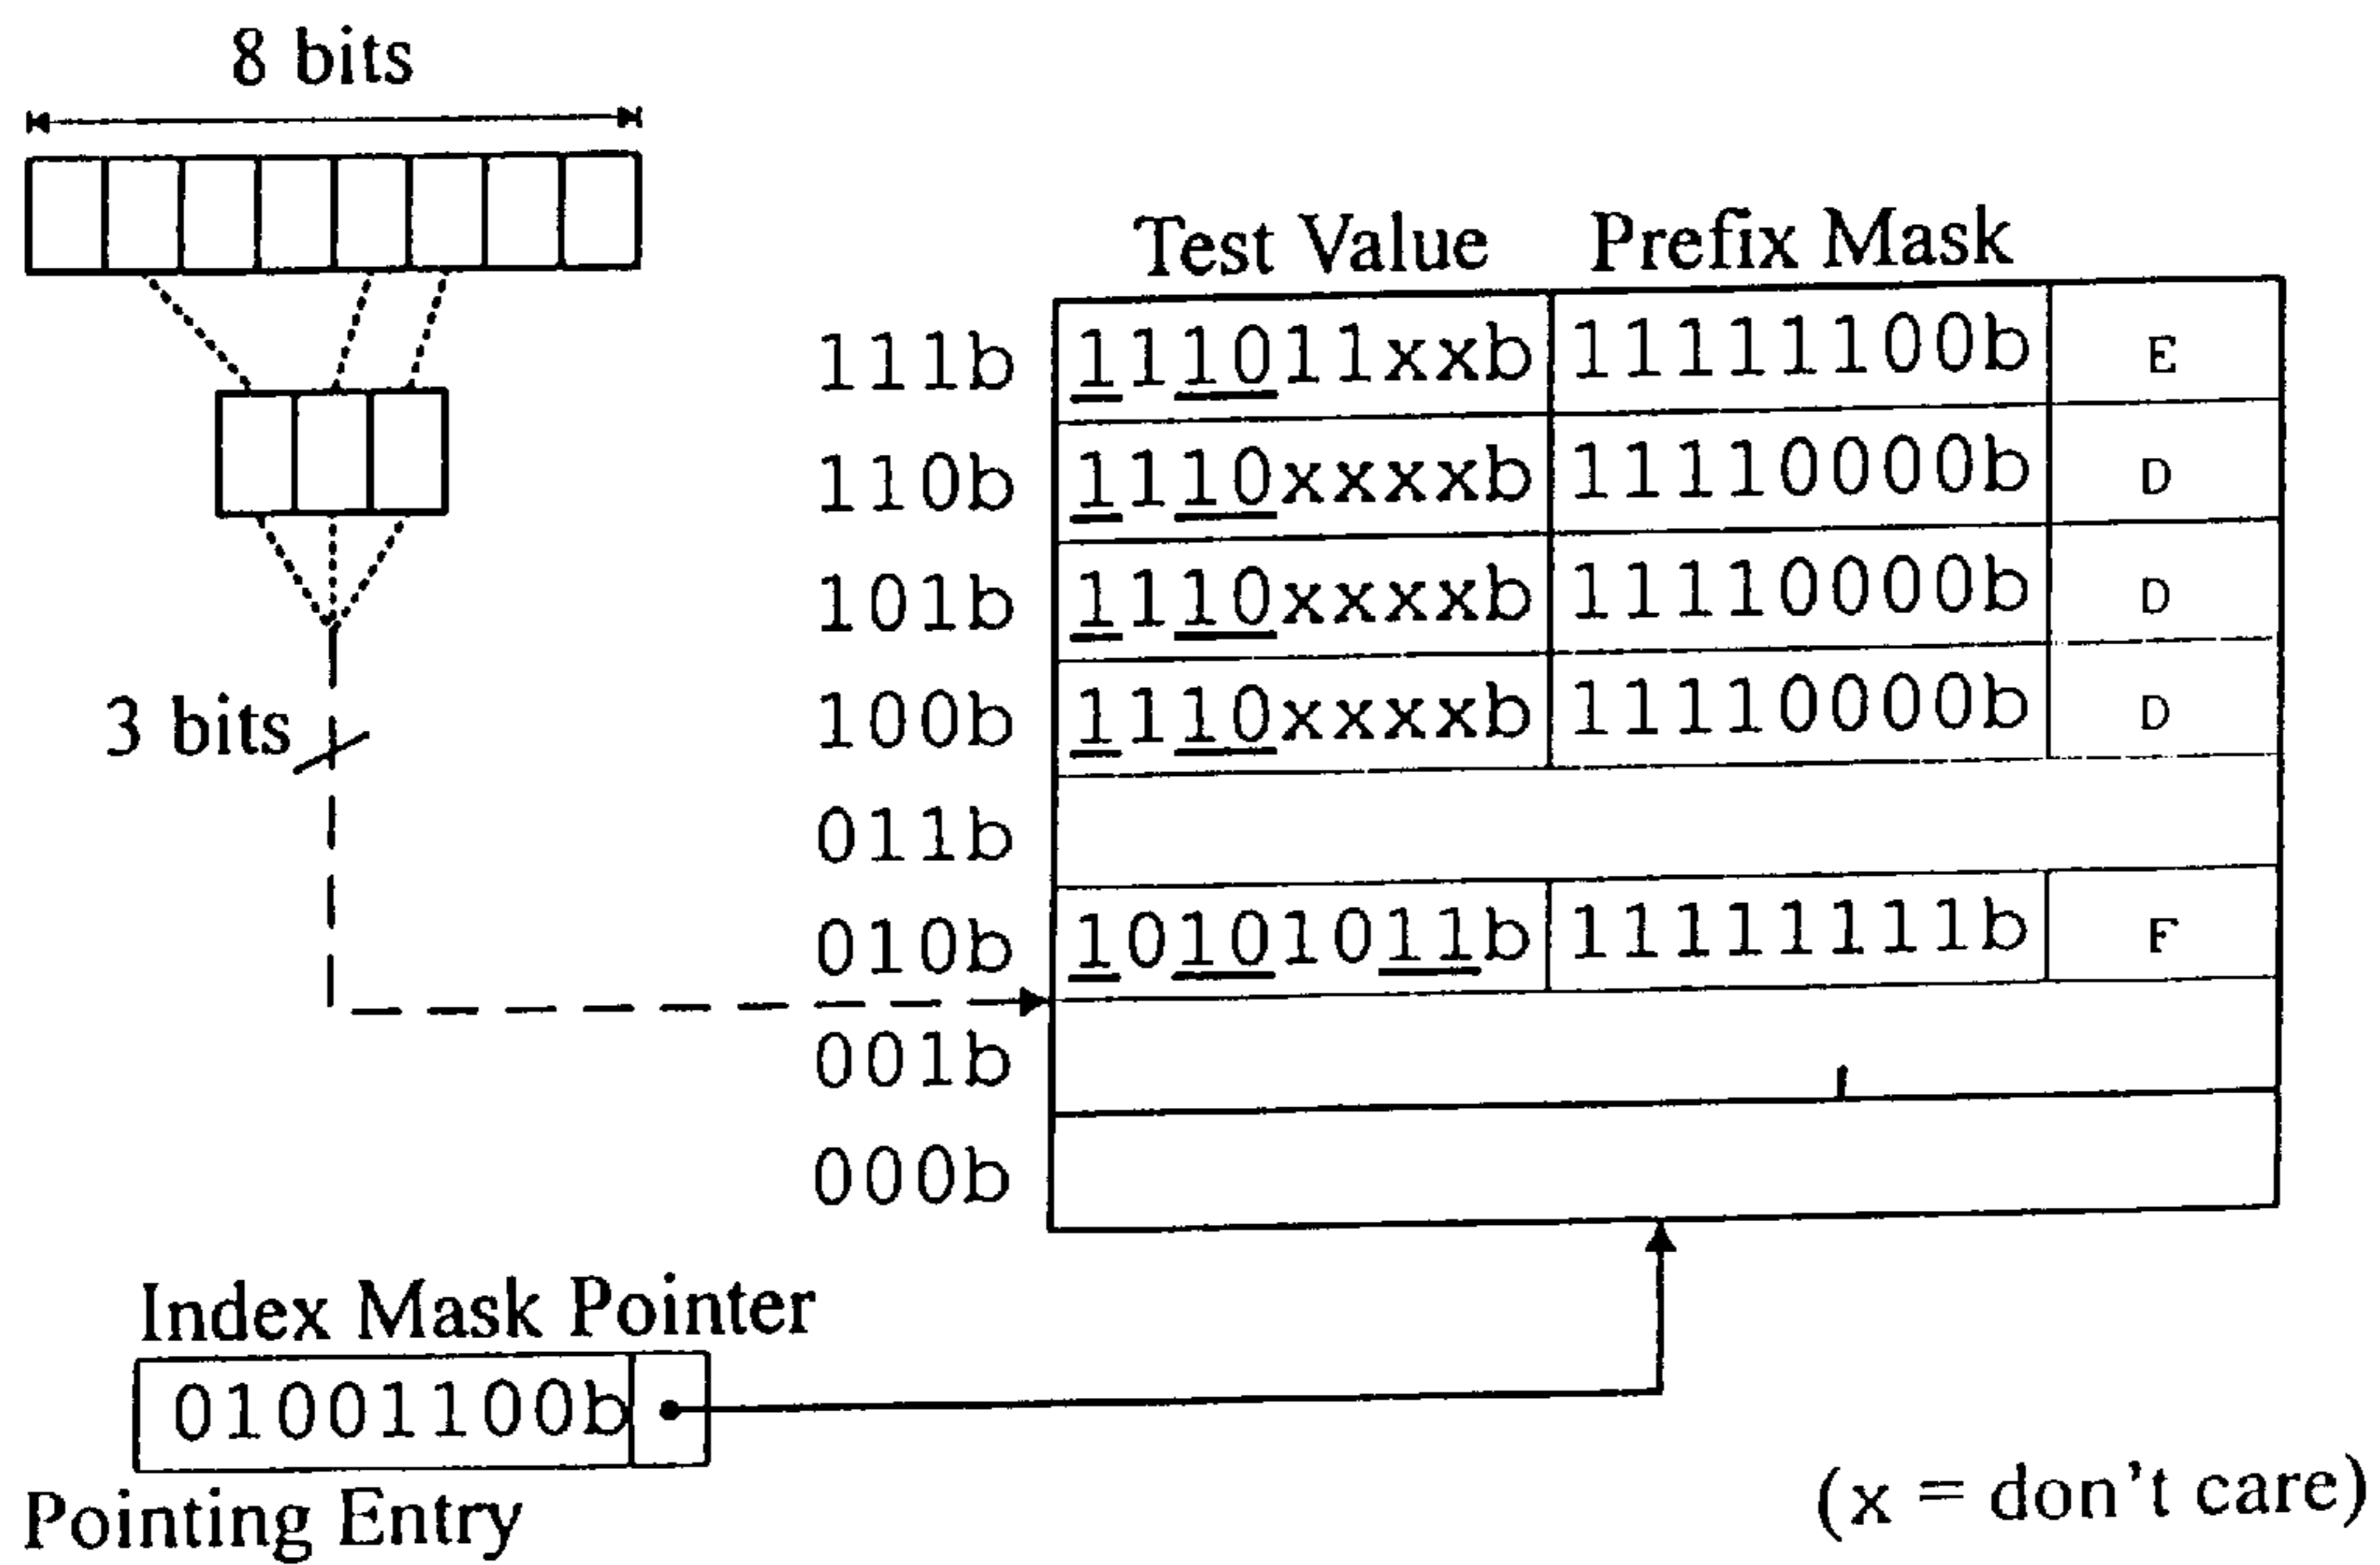 8 bits
Test Value Prefix Mask
111b 111011xxb 11111100b E
110b 1110xxxxb 11110000b D
101b 1110xxxxb 11110000b D
100b 1110xxxxb 11110000b D
3 bits
011b
010b 10101011b 11111111b F
001b
000b
Index Mask Pointer
01001100b
Pointing Entry
(x = don't care)